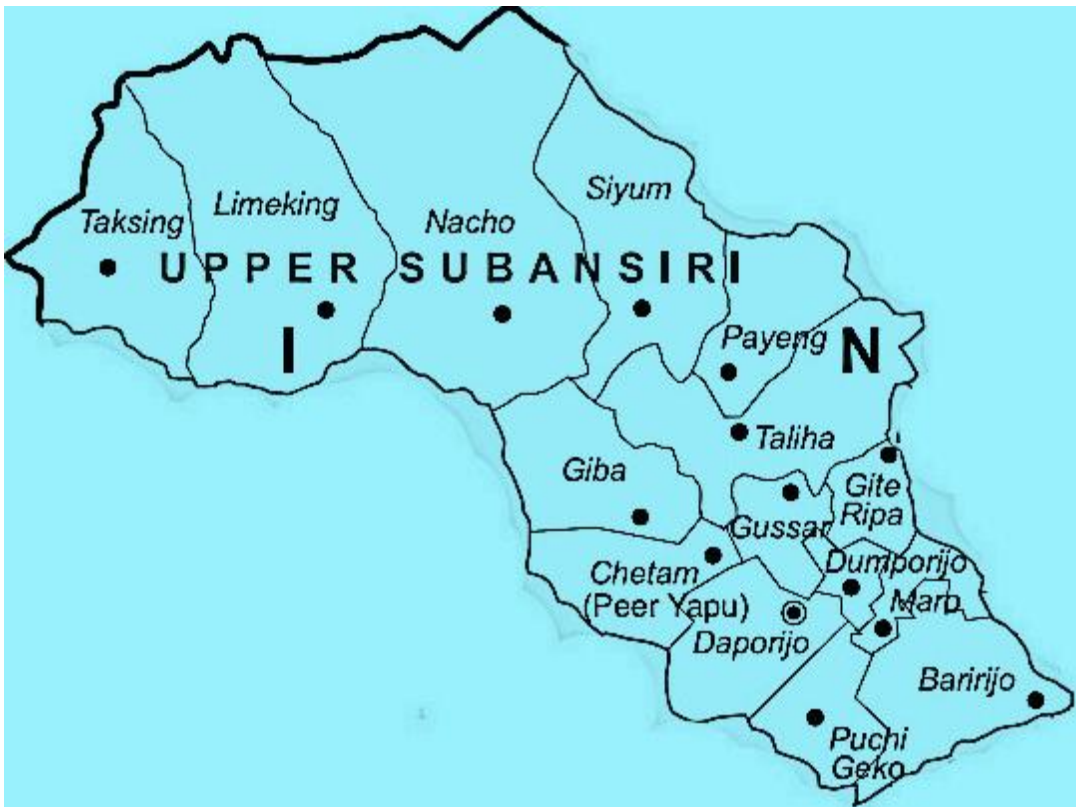 Siyum
Limeking
Taksing
Nacho
UPPER SUBANSIRI
Payeng
I
N
Taliha
Giba
Gite
Ripa
Gussar
Dumporijo
Chetam
(Peer Yapu)
Maro
Daporijo
Baririjo
Puchi
Geko